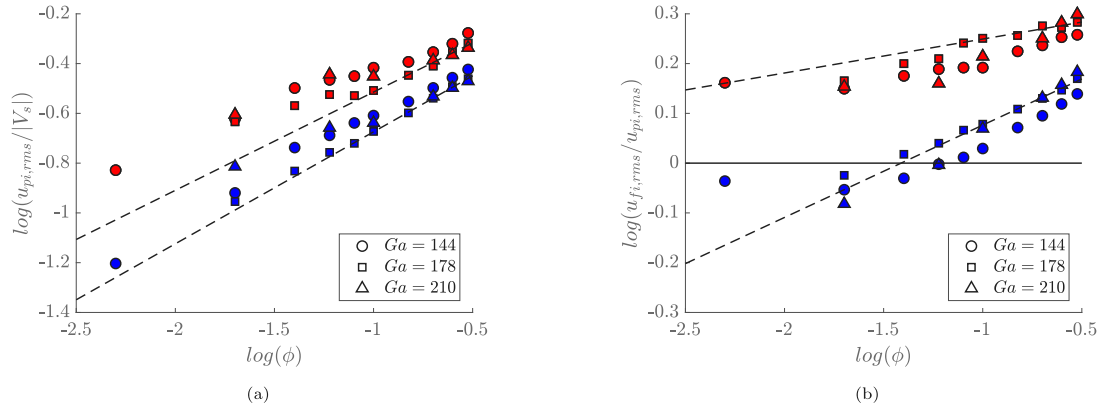 -0.2
-0.4
-0.6
-0.8
-1
-1.2
-1.4
-2.5
-2
-1.5
-1
-0.5
log(u_{pi,rms}/|V_s|)
log(ϕ)
Ga = 144
Ga = 178
Ga = 210
(a)
0.3
0.2
0.1
0
0.1
0.2
0.3
-2.5
-2
-1.5
-1
-0.5
log(u_{fi,rms}/u_{pi,rms})
log(ϕ)
Ga = 144
Ga = 178
Ga = 210
(b)